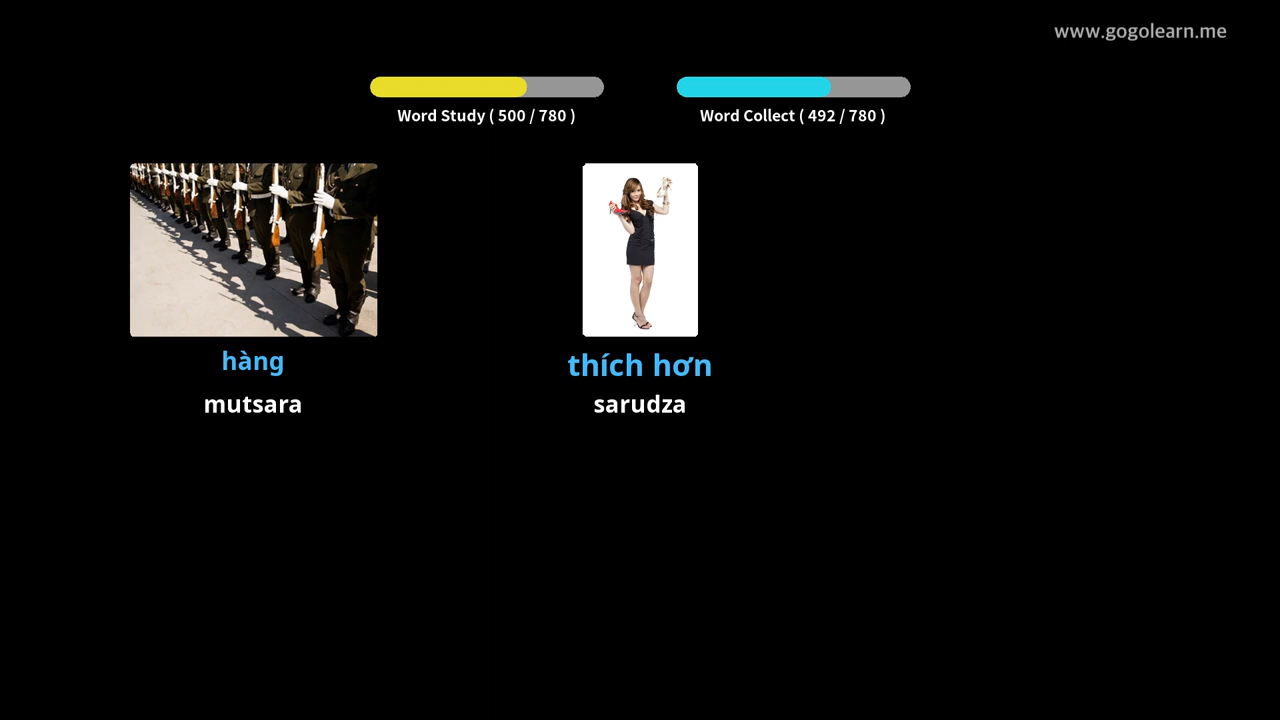 www.gogolearn.me
Word Study ( 500 / 780 )
Word Collect ( 492 / 780 )
hàng
thích hơn
mutsara
sarudza